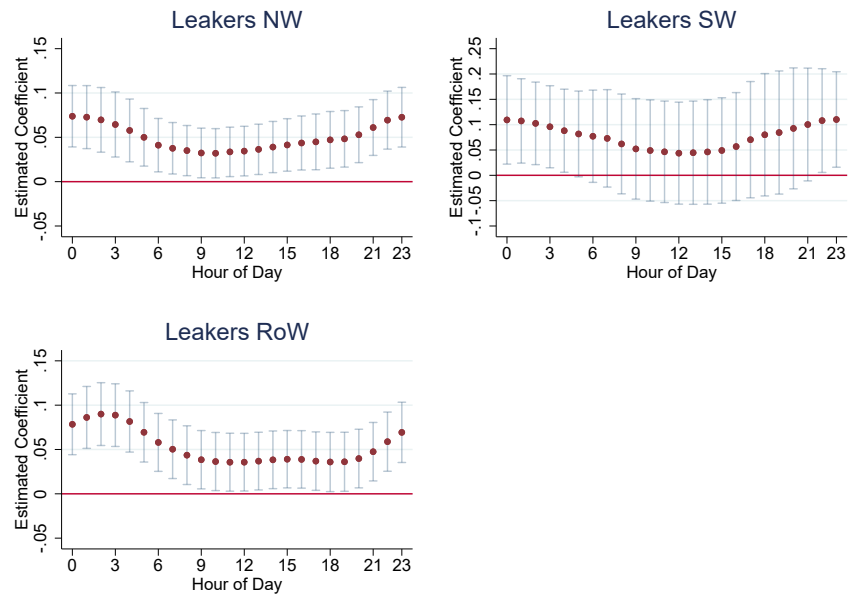 Leakers NW
Estimated Coefficient
.15
.1
.05
0
-.05
0 3 6 9 12 15 18 21 23
Hour of Day
Leakers SW
Estimated Coefficient
.25
.2
.15
.1
.05
0
-.05
-.1
0 3 6 9 12 15 18 21 23
Hour of Day
Leakers RoW
Estimated Coefficient
.15
.1
.05
0
-.05
0 3 6 9 12 15 18 21 23
Hour of Day